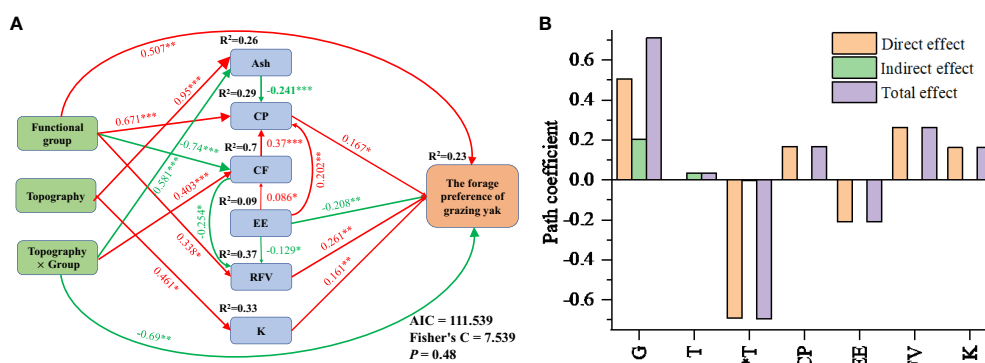 A
B
0.507**
R²=0.26
Ash
0.95***
-0.241***
R²=0.29
CP
0.671***
Functional
group
-0.74***
R²=0.7
0.37***
0.202**
0.167*
CF
R²=0.23
The forage
preference of
grazing yak
0.581***
0.403***
R²=0.09
0.086*
Topography
EE
-0.208**
-0.254*
-0.129*
R²=0.37
0.261**
Topography
× Group
0.338*
RFV
0.161**
0.461*
R²=0.33
K
-0.69**
AIC = 111.539
Fisher's C = 7.539
P = 0.48
Path coefficient
0.6
0.4
0.2
0.0
-0.2
-0.4
-0.6
Direct effect
Indirect effect
Total effect
G
T
*T
CP
EE
CK